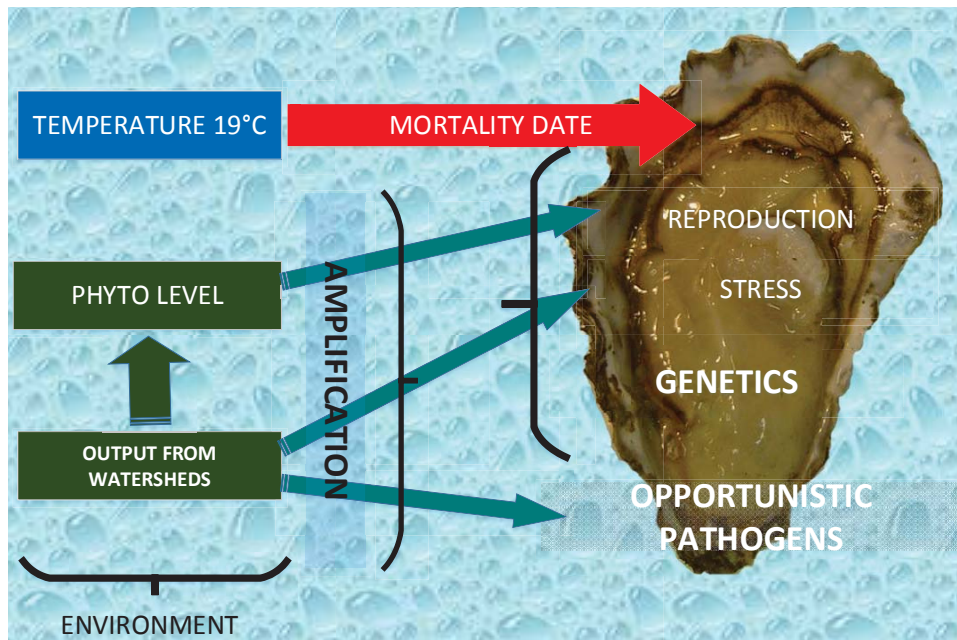 TEMPERATURE 19°C
MORTALITY DATE
REPRODUCTION
PHYTO LEVEL
STRESS
AMPLIFICATION
GENETICS
OUTPUT FROM
WATERSHEDS
OPPORTUNISTIC
PATHOGENS
ENVIRONMENT